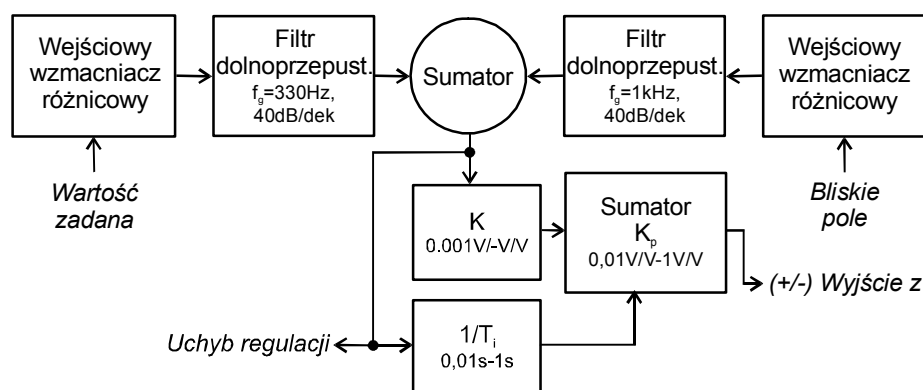 Wejściowy
wzmacniacz
różnicowy
Filtr
dolnoprzepust.
f_g=330Hz,
40dB/dek
Sumator
Filtr
dolnoprzepust.
f_g=1kHz,
40dB/dek
Wejściowy
wzmacniacz
różnicowy
Wartość
zadana
Bliskie
pole
K
0.001V/-V/V
Sumator
K_p
0,01V/V-1V/V
(+/-) Wyjście z
Uchyb regulacji
1/T_i
0,01s-1s